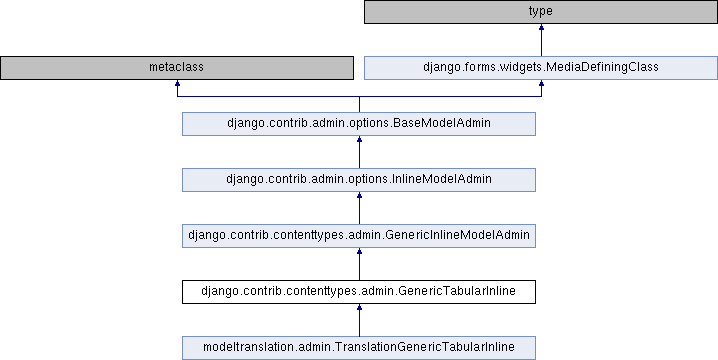 type
metaclass
django.forms.widgets.MediaDefiningClass
django.contrib.admin.options.BaseModelAdmin
django.contrib.admin.options.InlineModelAdmin
django.contrib.contenttypes.admin.GenericInlineModelAdmin
django.contrib.contenttypes.admin.GenericTabularInline
modeltranslation.admin.TranslationGenericTabularInline